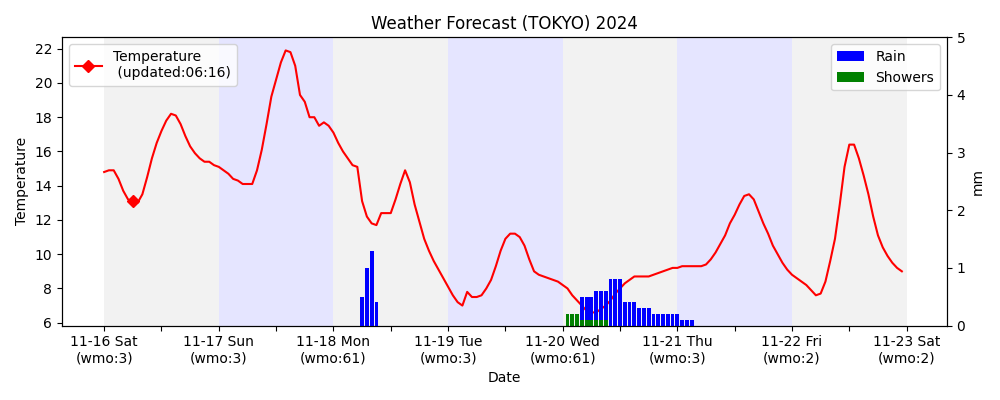 Weather Forecast (TOKYO) 2024
Temperature
(updated:06:16)
Rain
Showers
Temperature
22
20
18
16
14
12
10
8
6
5
4
3
2
1
0
mm
11-16 Sat
(wmo:3)
11-17 Sun
(wmo:3)
11-18 Mon
(wmo:61)
11-19 Tue
(wmo:3)
11-20 Wed
(wmo:61)
11-21 Thu
(wmo:3)
11-22 Fri
(wmo:2)
11-23 Sat
(wmo:2)
Date